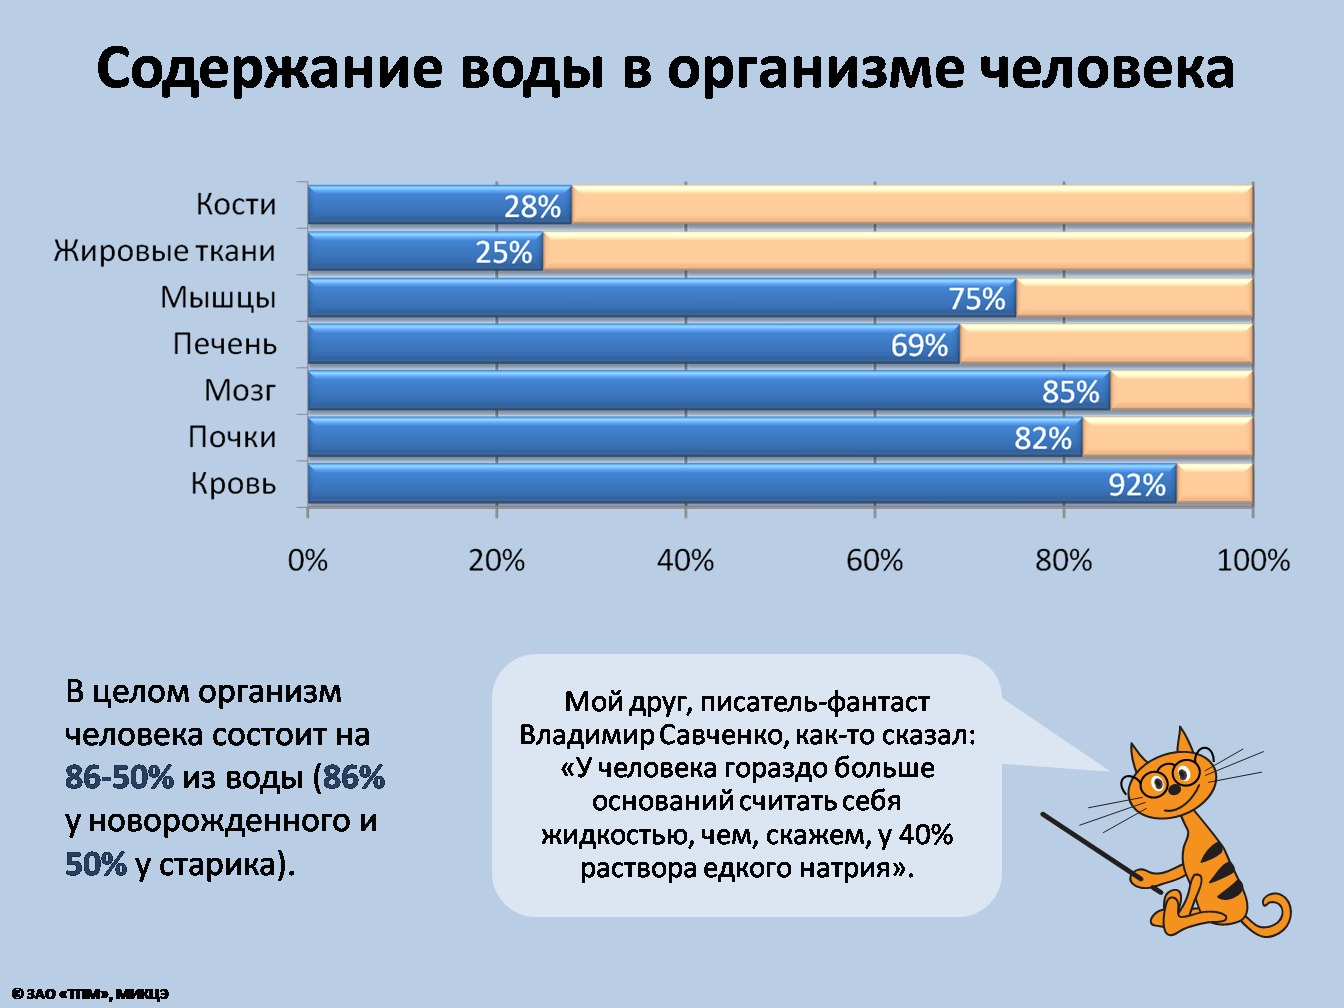 Содержание воды в организме человека
Кости 28%
Жировые ткани 25%
Мышцы 75%
Печень 69%
Мозг 85%
Почки 82%
Кровь 92%
0% 20% 40% 60% 80% 100%
В целом организм
человека состоит на
86-50% из воды (86%
у новорожденного и
50% у старика).
Мой друг, писатель-фантаст
Владимир Савченко, как-то сказал:
«У человека гораздо больше
оснований считать себя
жидкостью, чем, скажем, у 40%
раствора едкого натрия».
© ЗАО «ТПМ», МИКЦЭ